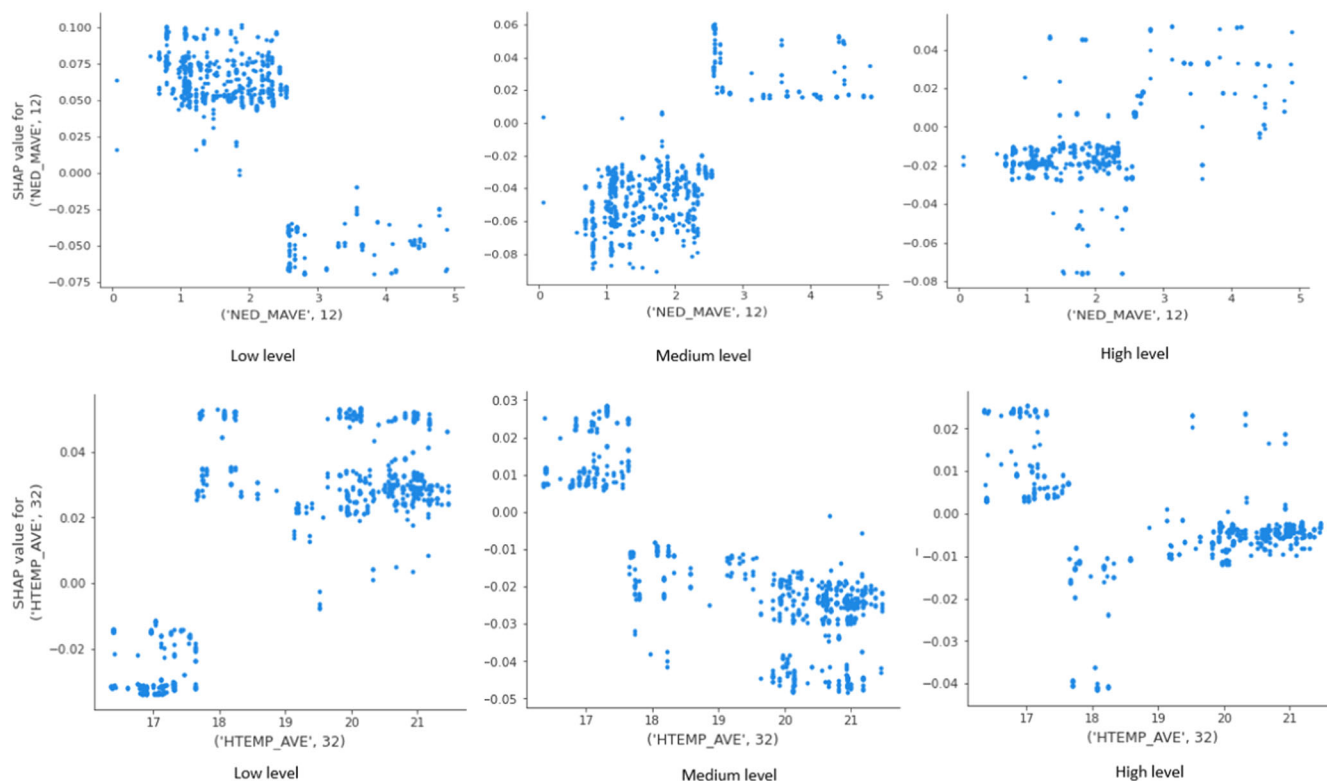 SHAP value for
('NED_MAVE', 12)
0.100
0.075
0.050
0.025
0.000
−0.025
−0.050
−0.075
0 1 2 3 4 5
('NED_MAVE', 12)
Low level
0.06
0.04
0.02
0.00
−0.02
−0.04
−0.06
−0.08
0 1 2 3 4 5
('NED_MAVE', 12)
Medium level
0.04
0.02
0.00
−0.02
−0.04
−0.06
−0.08
0 1 2 3 4 5
('NED_MAVE', 12)
High level
SHAP value for
('HTEMP_AVE', 32)
0.04
0.02
0.00
−0.02
17 18 19 20 21
('HTEMP_AVE', 32)
Low level
0.03
0.02
0.01
0.00
−0.01
−0.02
−0.03
−0.04
−0.05
17 18 19 20 21
('HTEMP_AVE', 32)
Medium level
0.02
0.01
0.00
−0.01
−0.02
−0.03
−0.04
17 18 19 20 21
('HTEMP_AVE', 32)
High level